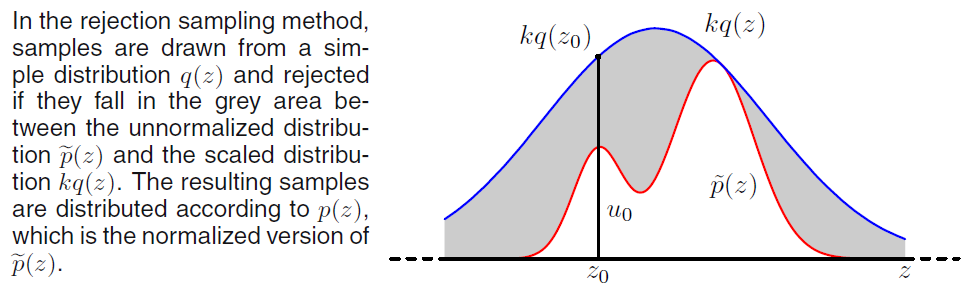 In the rejection sampling method,
samples are drawn from a sim-
ple distribution q(z) and rejected
if they fall in the grey area be-
tween the unnormalized distribu-
tion p̃(z) and the scaled distribu-
tion kq(z). The resulting samples
are distributed according to p(z),
which is the normalized version of
p̃(z).
kq(z₀)
kq(z)
p̃(z)
u₀
z₀
z